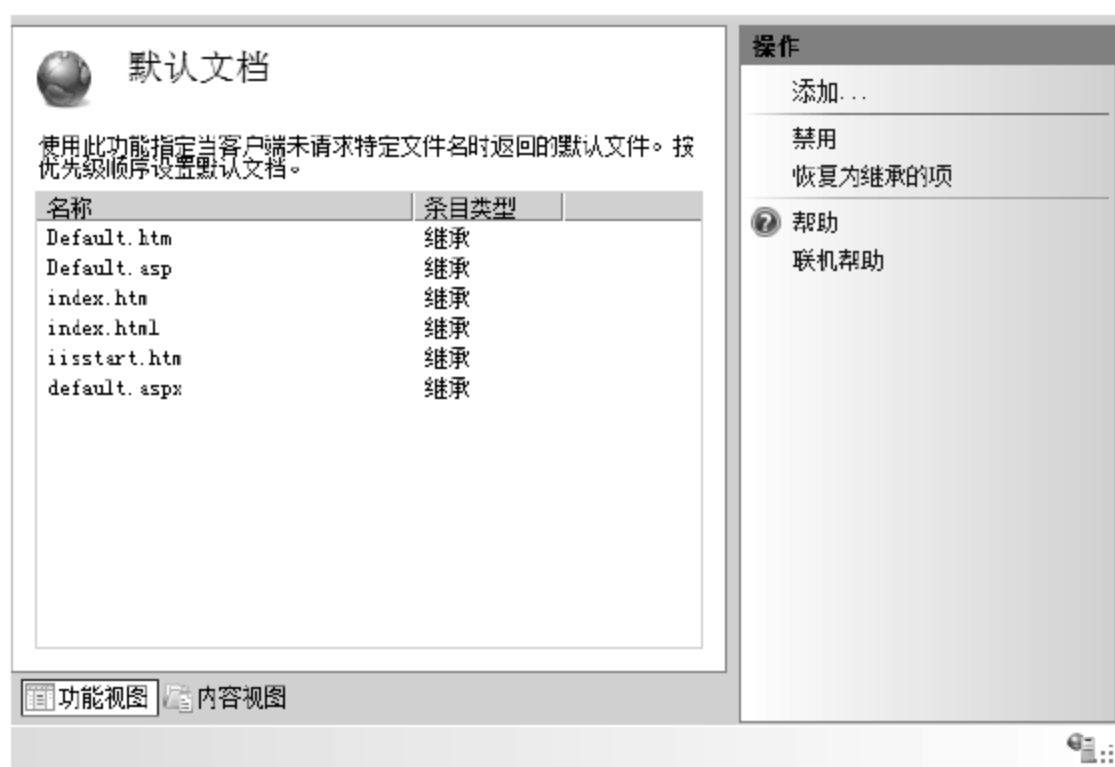 默认文档
使用此功能指定当客户端未请求特定文件名时返回的默认文件。按
优先级顺序设置默认文档。
名称 条目类型
Default.htm 继承
Default.asp 继承
index.htm 继承
index.html 继承
iisstart.htm 继承
default.aspx 继承
功能视图 内容视图
操作
添加...
禁用
恢复为继承的项
帮助
联机帮助